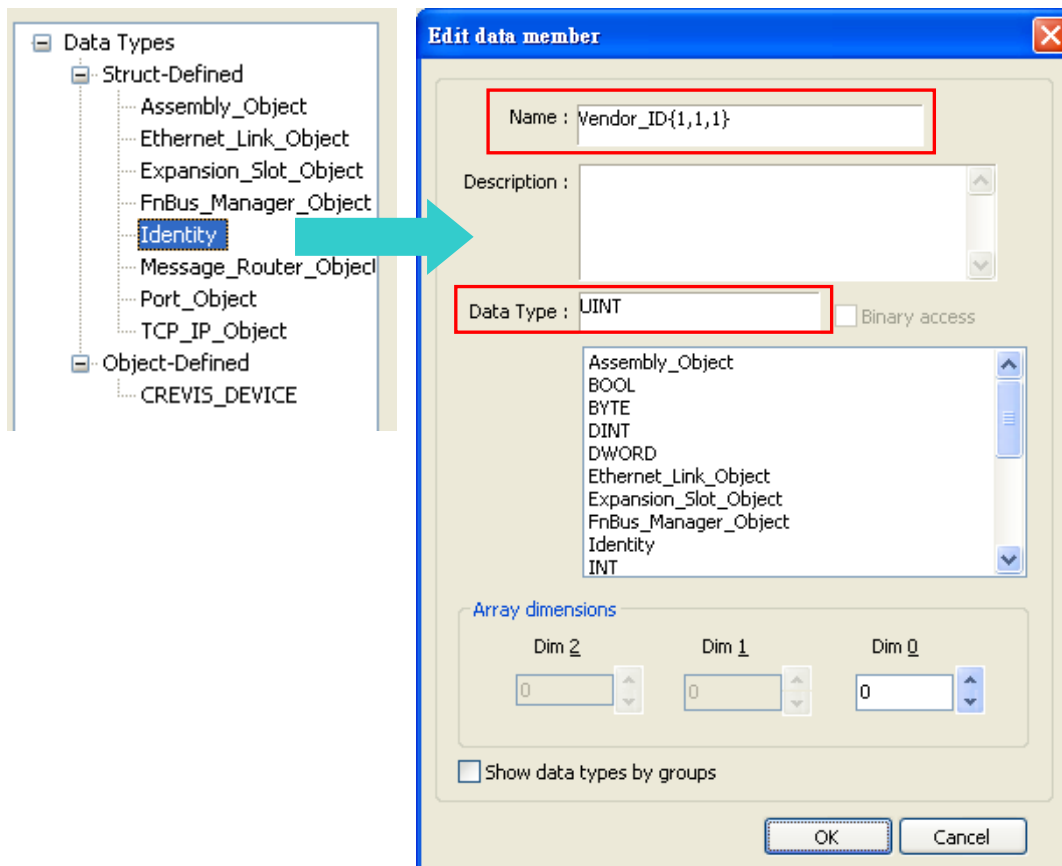 Data Types
Struct-Defined
Assembly_Object
Ethernet_Link_Object
Expansion_Slot_Object
FnBus_Manager_Object
Identity
Message_Router_Object
Port_Object
TCP_IP_Object
Object-Defined
CREVIS_DEVICE
Edit data member
Name : Vendor_ID{1,1,1}
Description :
Data Type : UINT
Binary access
Assembly_Object
BOOL
BYTE
DINT
DWORD
Ethernet_Link_Object
Expansion_Slot_Object
FnBus_Manager_Object
Identity
INT
Array dimensions
Dim 2 Dim 1 Dim 0
0 0 0
Show data types by groups
OK Cancel